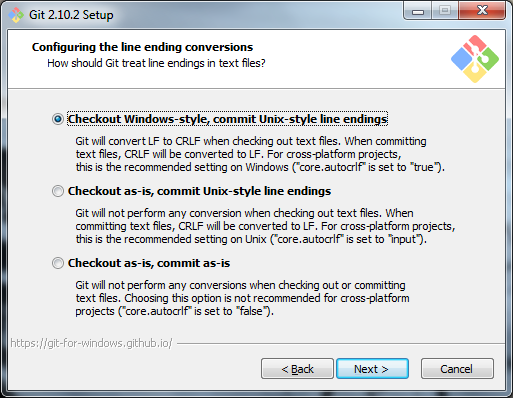 Git 2.10.2 Setup
Configuring the line ending conversions
How should Git treat line endings in text files?
Checkout Windows-style, commit Unix-style line endings
Git will convert LF to CRLF when checking out text files. When committing
text files, CRLF will be converted to LF. For cross-platform projects,
this is the recommended setting on Windows ("core.autocrlf" is set to "true").
Checkout as-is, commit Unix-style line endings
Git will not perform any conversion when checking out text files. When
committing text files, CRLF will be converted to LF. For cross-platform projects,
this is the recommended setting on Unix ("core.autocrlf" is set to "input").
Checkout as-is, commit as-is
Git will not perform any conversions when checking out or committing
text files. Choosing this option is not recommended for cross-platform
projects ("core.autocrlf" is set to "false").
https://git-for-windows.github.io/
< Back Next > Cancel